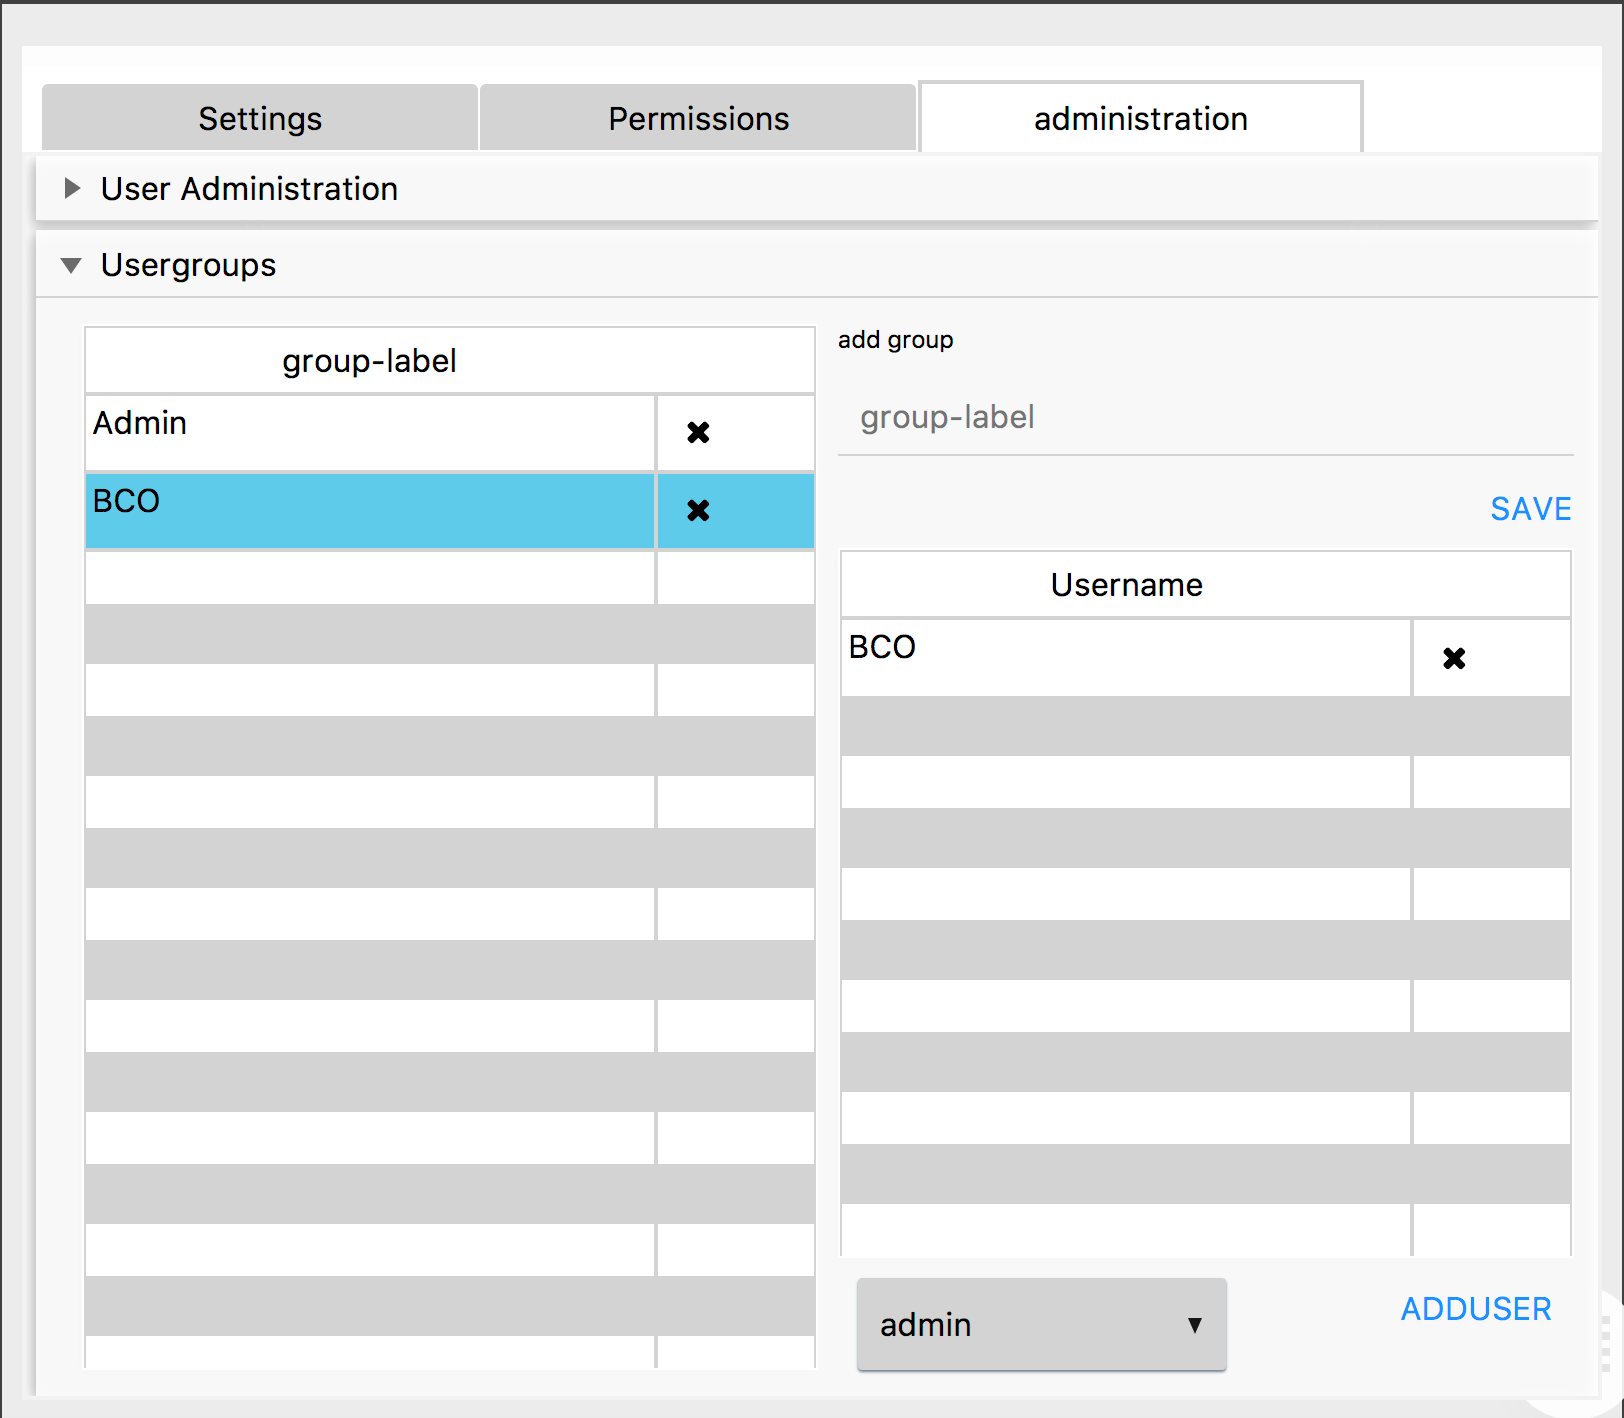 Settings
Permissions
administration
User Administration
Usergroups
group-label
Admin
BCO
add group
group-label
SAVE
Username
BCO
admin
ADDUSER